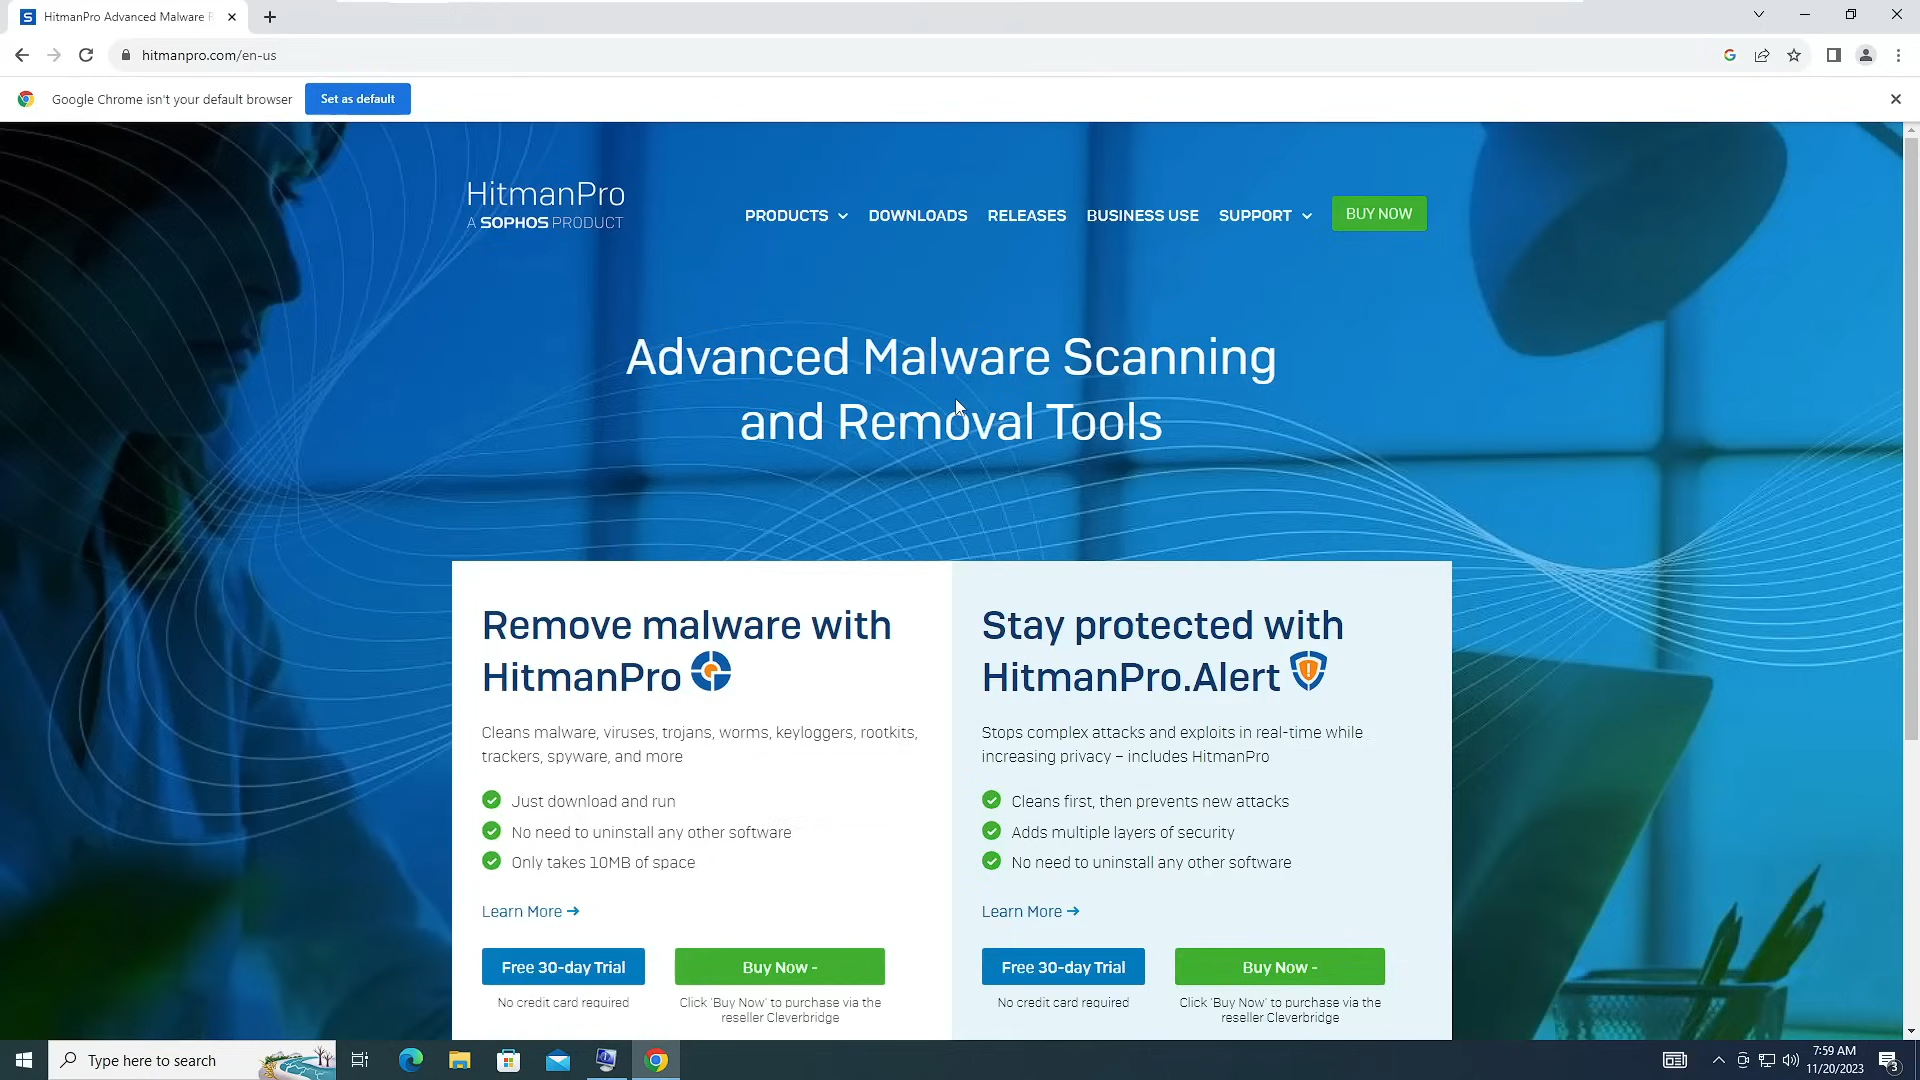 HitmanPro Advanced Malware R
hitmanpro.com/en-us
Google Chrome isn't your default browser
Set as default
HitmanPro
A SOPHOS PRODUCT
PRODUCTS
DOWNLOADS
RELEASES
BUSINESS USE
SUPPORT
BUY NOW
Advanced Malware Scanning
and Removal Tools
Remove malware with
HitmanPro
Cleans malware, viruses, trojans, worms, keyloggers, rootkits,
trackers, spyware, and more
Just download and run
No need to uninstall any other software
Only takes 10MB of space
Learn More →
Free 30-day Trial
No credit card required
Buy Now -
Click 'Buy Now' to purchase via the
reseller Cleverbridge
Stay protected with
HitmanPro.Alert
Stops complex attacks and exploits in real-time while
increasing privacy – includes HitmanPro
Cleans first, then prevents new attacks
Adds multiple layers of security
No need to uninstall any other software
Learn More →
Free 30-day Trial
No credit card required
Buy Now -
Click 'Buy Now' to purchase via the
reseller Cleverbridge
Type here to search
7:59 AM
11/20/2023
3